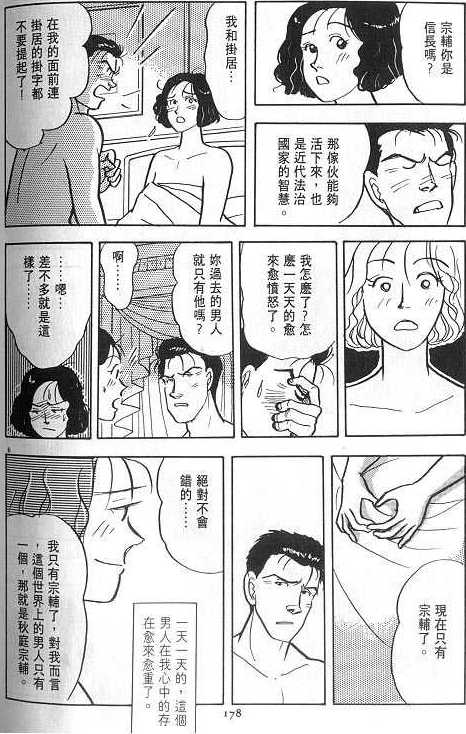 宗輔你是
信長嗎？
我和掛居…
在我的面前連
掛居的掛字都
不要提起了！
那傢伙能夠
活下來，也
是近代法治
國家的智慧。
我怎麼了？怎
麼一天天的愈
來愈憤怒了。
妳過去的男人
就只有他嗎？
啊……
……嗯…
差不多就是這
樣了……
現在只有
宗輔了。
絕對不會
錯的……
一天一天的，這個
男人在我心中的存
在愈來愈重了。
我只有宗輔了，對我而言
，這個世界上的男人只有
一個，那就是秋庭宗輔。
178